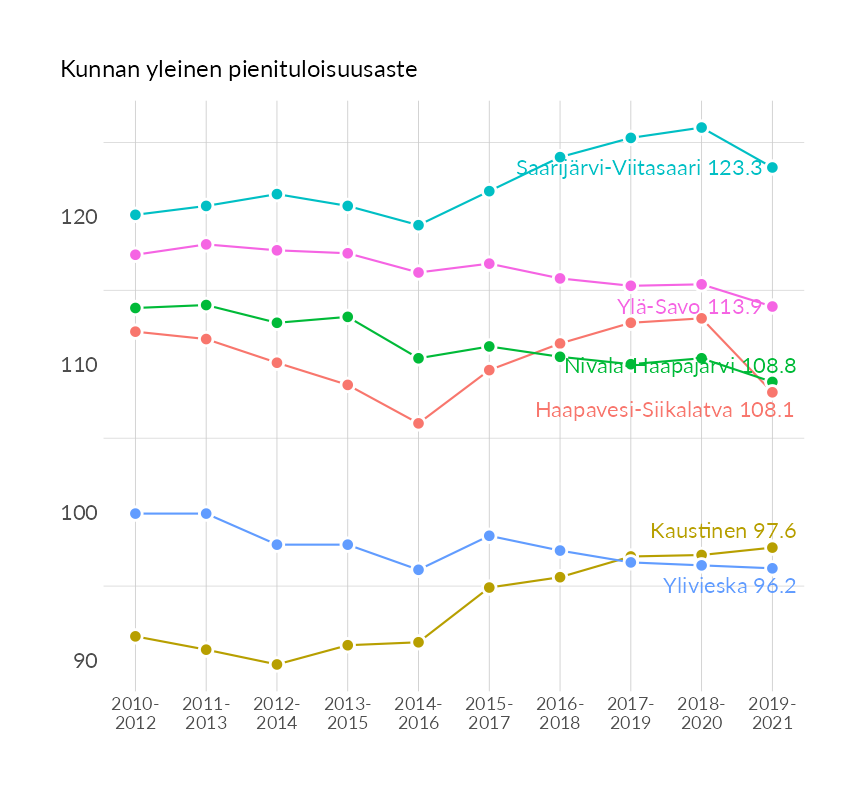 Kunnan yleinen pienituloisuusaste
Saarijärvi-Viitasaari 123.3
120
Ylä-Savo 113.9
110
Nivala-Haapajärvi 108.8
Haapavesi-Siikalatva 108.1
100
Kaustinen 97.6
Ylivieska 96.2
90
2010- 2011- 2012- 2013- 2014- 2015- 2016- 2017- 2018- 2019-
2012 2013 2014 2015 2016 2017 2018 2019 2020 2021